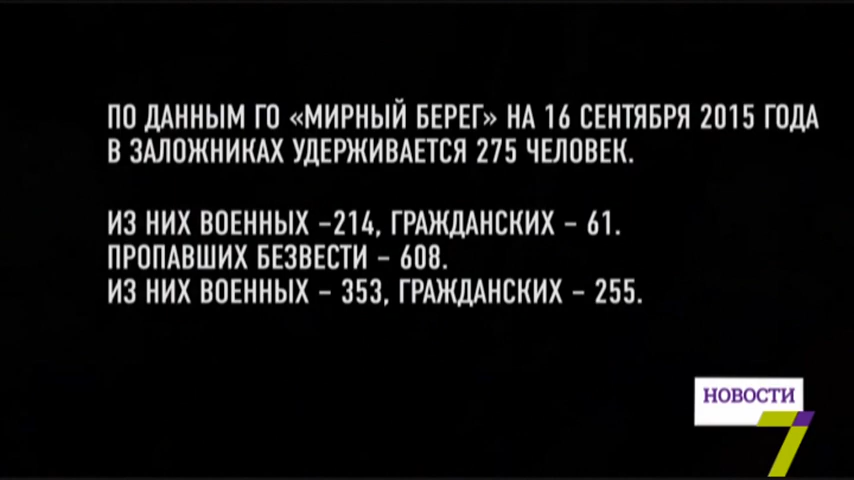 ПО ДАННЫМ ГО «МИРНЫЙ БЕРЕГ» НА 16 СЕНТЯБРЯ 2015 ГОДА
В ЗАЛОЖНИКАХ УДЕРЖИВАЕТСЯ 275 ЧЕЛОВЕК.
ИЗ НИХ ВОЕННЫХ –214, ГРАЖДАНСКИХ – 61.
ПРОПАВШИХ БЕЗВЕСТИ – 608.
ИЗ НИХ ВОЕННЫХ – 353, ГРАЖДАНСКИХ – 255.
НОВОСТИ
7